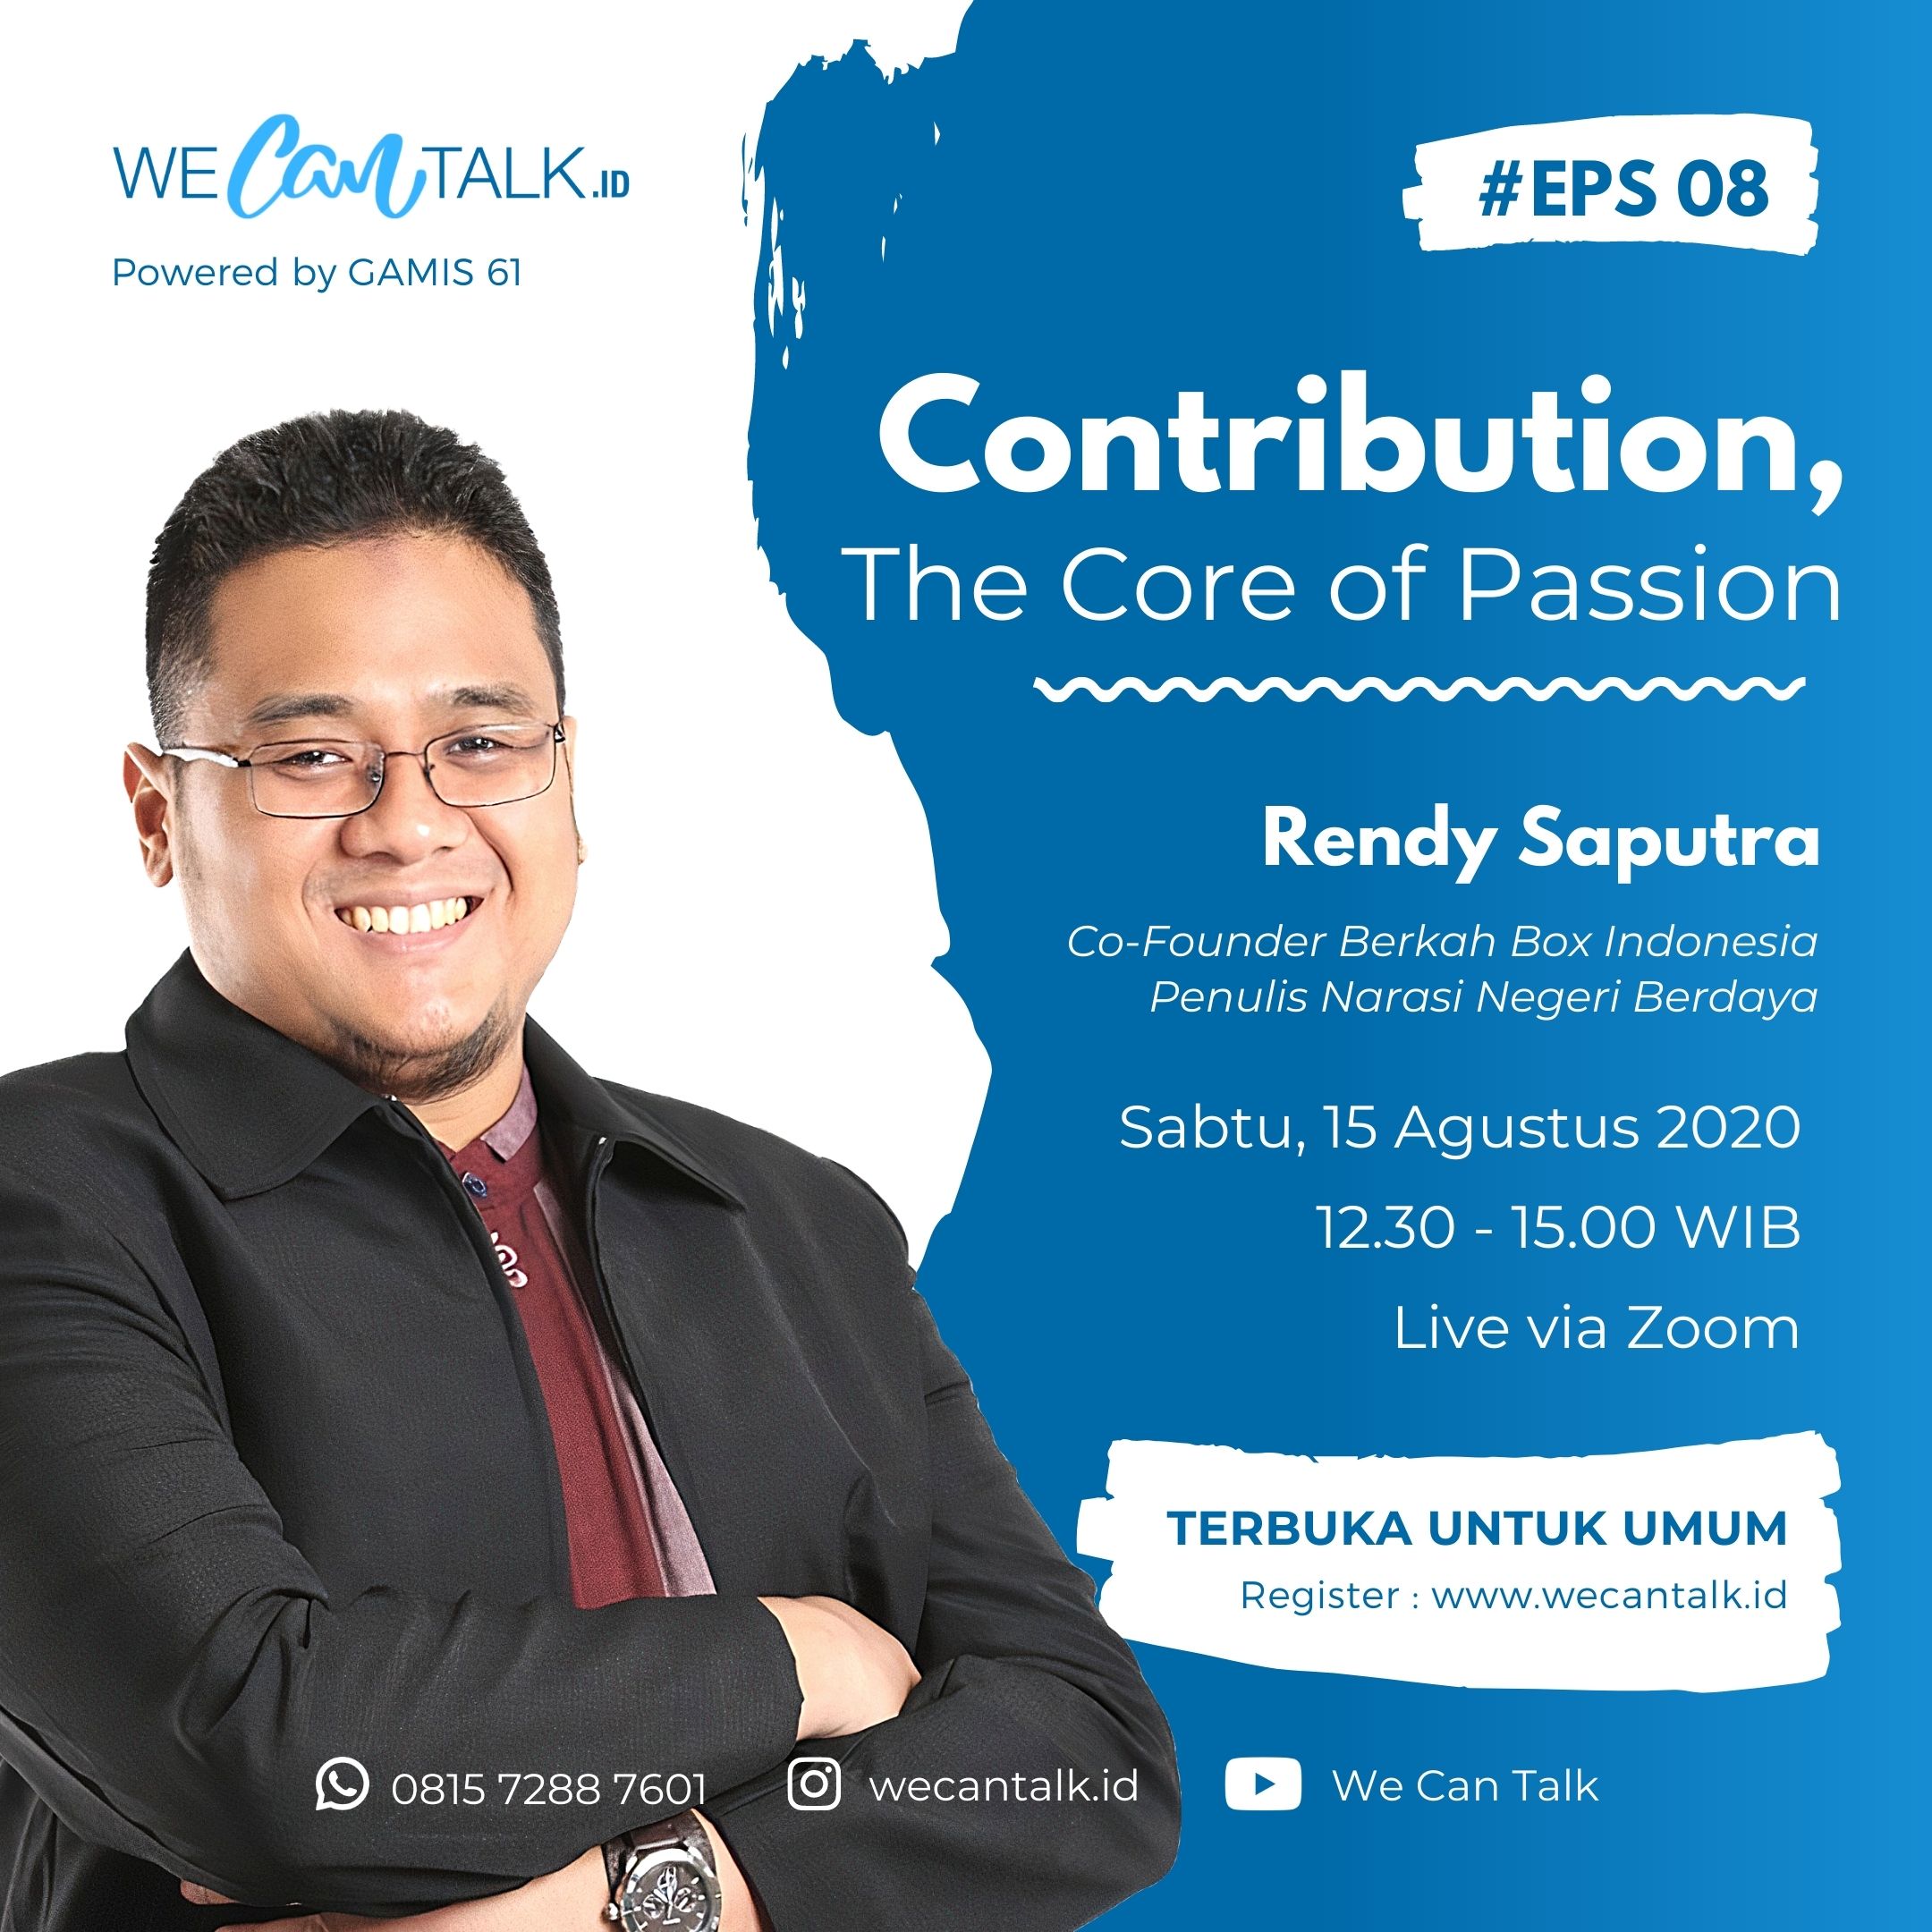 WE Can TALK.ID
Powered by GAMIS 61
#EPS 08
Contribution,
The Core of Passion
Rendy Saputra
Co-Founder Berkah Box Indonesia
Penulis Narasi Negeri Berdaya
Sabtu, 15 Agustus 2020
12.30 - 15.00 WIB
Live via Zoom
TERBUKA UNTUK UMUM
Register : www.wecantalk.id
0815 7288 7601
wecantalk.id
We Can Talk